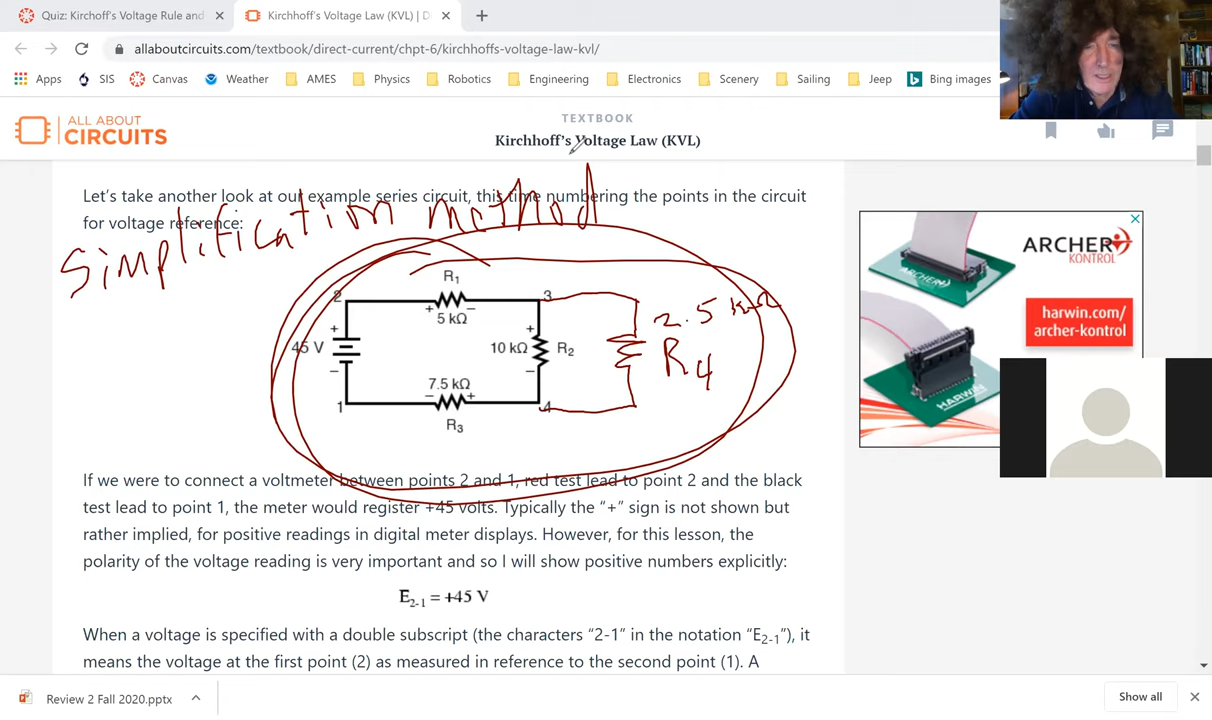 Quiz: Kirchoff's Voltage Rule and
Kirchhoff's Voltage Law (KVL) | D
allaboutcircuits.com/textbook/direct-current/chpt-6/kirchhoffs-voltage-law-kvl/
Apps SIS Canvas Weather AMES Physics Robotics Engineering Electronics Scenery Sailing Jeep Bing images
ALL ABOUT
CIRCUITS
TEXTBOOK
Kirchhoff's Voltage Law (KVL)
Let's take another look at our example series circuit, this time numbering the points in the circuit
for voltage reference:
simplification method
R1
2
3
+ −
5 kΩ
2.5 kΩ
+
+
45 V
10 kΩ
R2
R4
−
−
7.5 kΩ
− +
1
4
R3
ARCHER
KONTROL
harwin.com/
archer-kontrol
HARWIN
If we were to connect a voltmeter between points 2 and 1, red test lead to point 2 and the black
test lead to point 1, the meter would register +45 volts. Typically the “+” sign is not shown but
rather implied, for positive readings in digital meter displays. However, for this lesson, the
polarity of the voltage reading is very important and so I will show positive numbers explicitly:
E2-1 = +45 V
When a voltage is specified with a double subscript (the characters “2-1” in the notation “E2-1”), it
means the voltage at the first point (2) as measured in reference to the second point (1). A
Review 2 Fall 2020.pptx
Show all